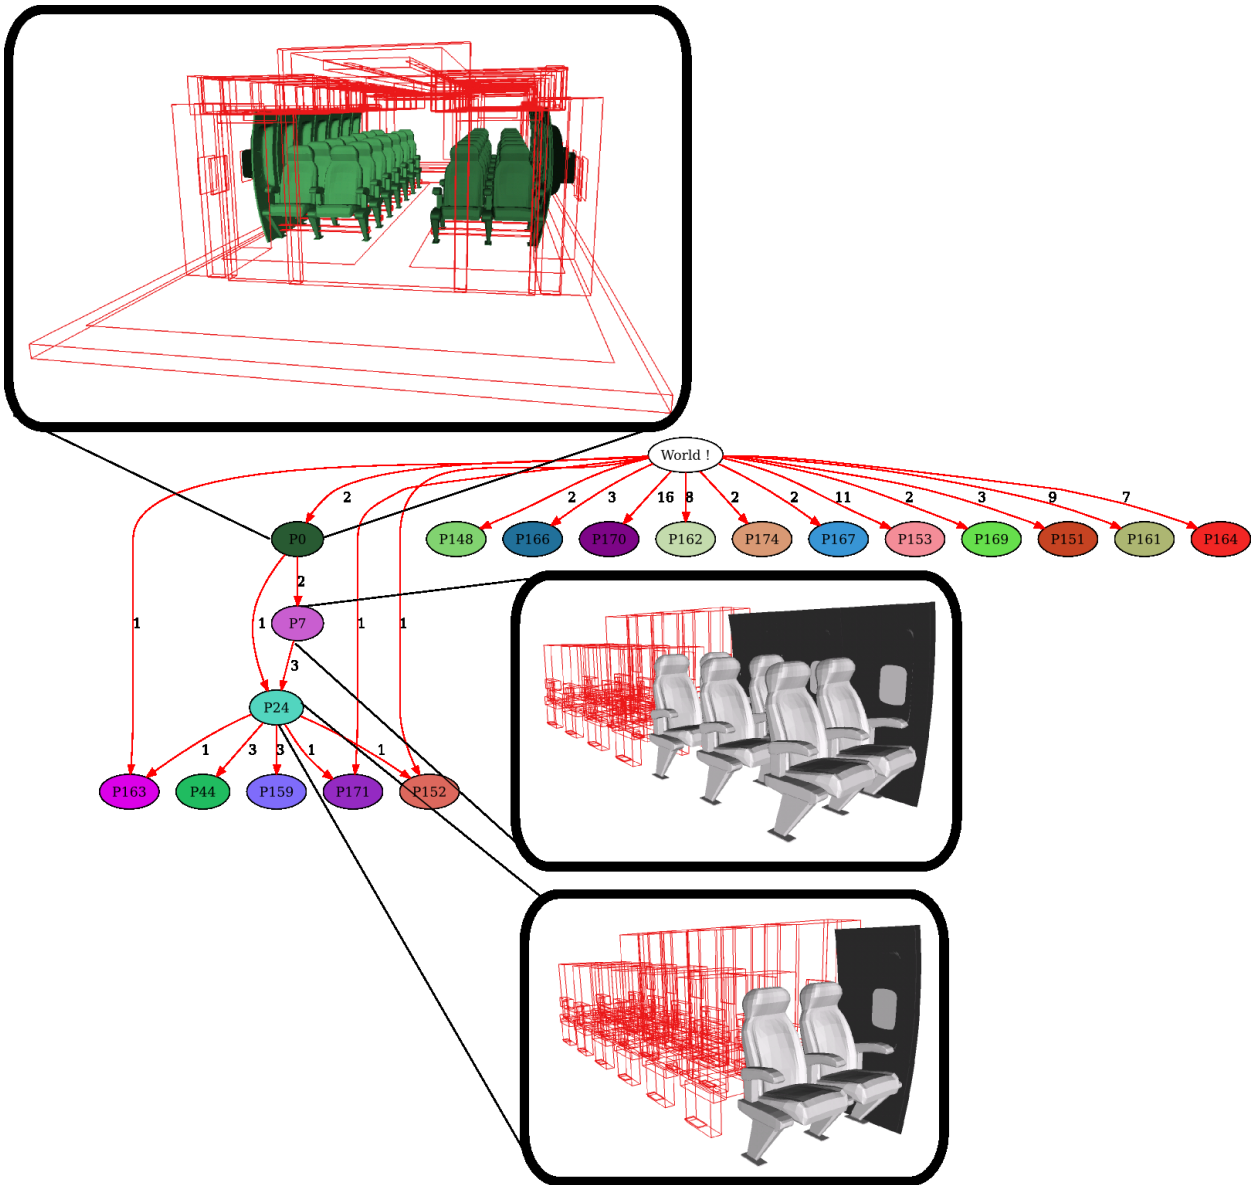 World !
2 2 3 16 8 2 2 11 2 3 9 7
P0 P148 P166 P170 P162 P174 P167 P153 P169 P151 P161 P164
2
P7
1 1 1 1
3
P24
1 3 3 1 1
P163 P44 P159 P171 P152